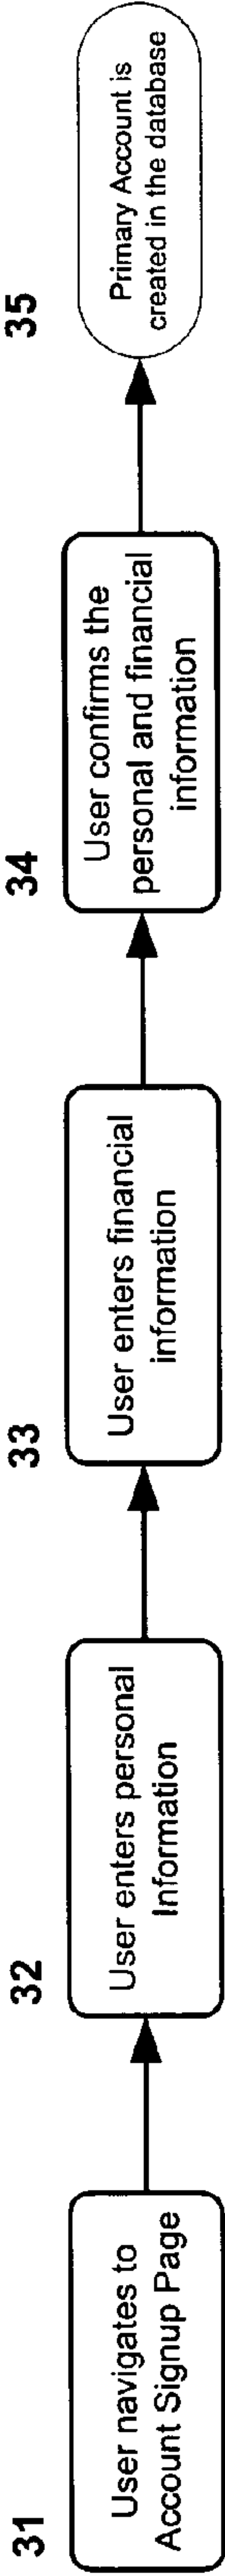 31
User navigates to
Account Signup Page
32
User enters personal
Information
33
User enters financial
information
34
User confirms the
personal and financial
information
35
Primary Account is
created in the database